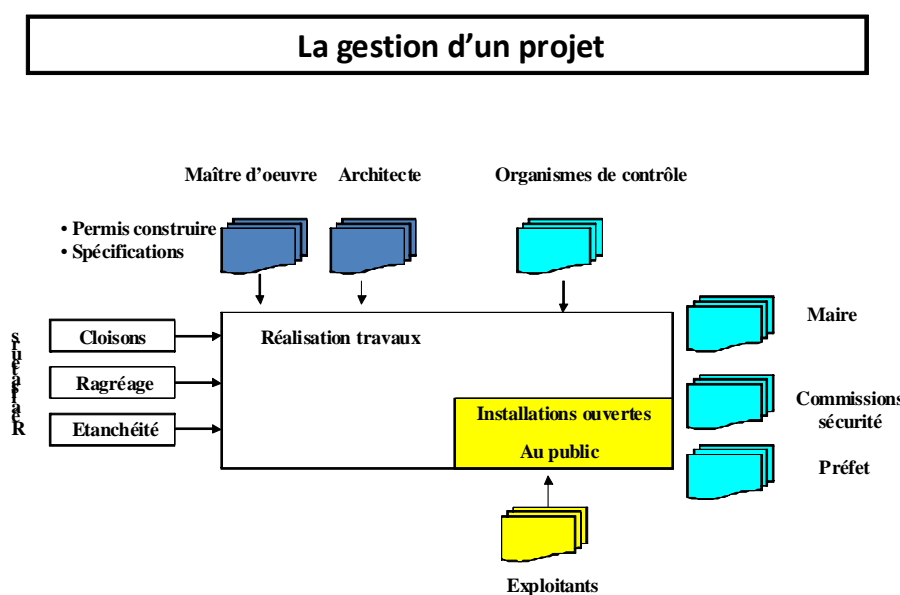 La gestion d'un projet
Maître d'oeuvre
Architecte
Organismes de contrôle
• Permis construire
• Spécifications
Réalisation travaux
Maire
Cloisons
Ragréage
Etanchéité
Réalisateurs
Installations ouvertes
Au public
Commissions
sécurité
Préfet
Exploitants